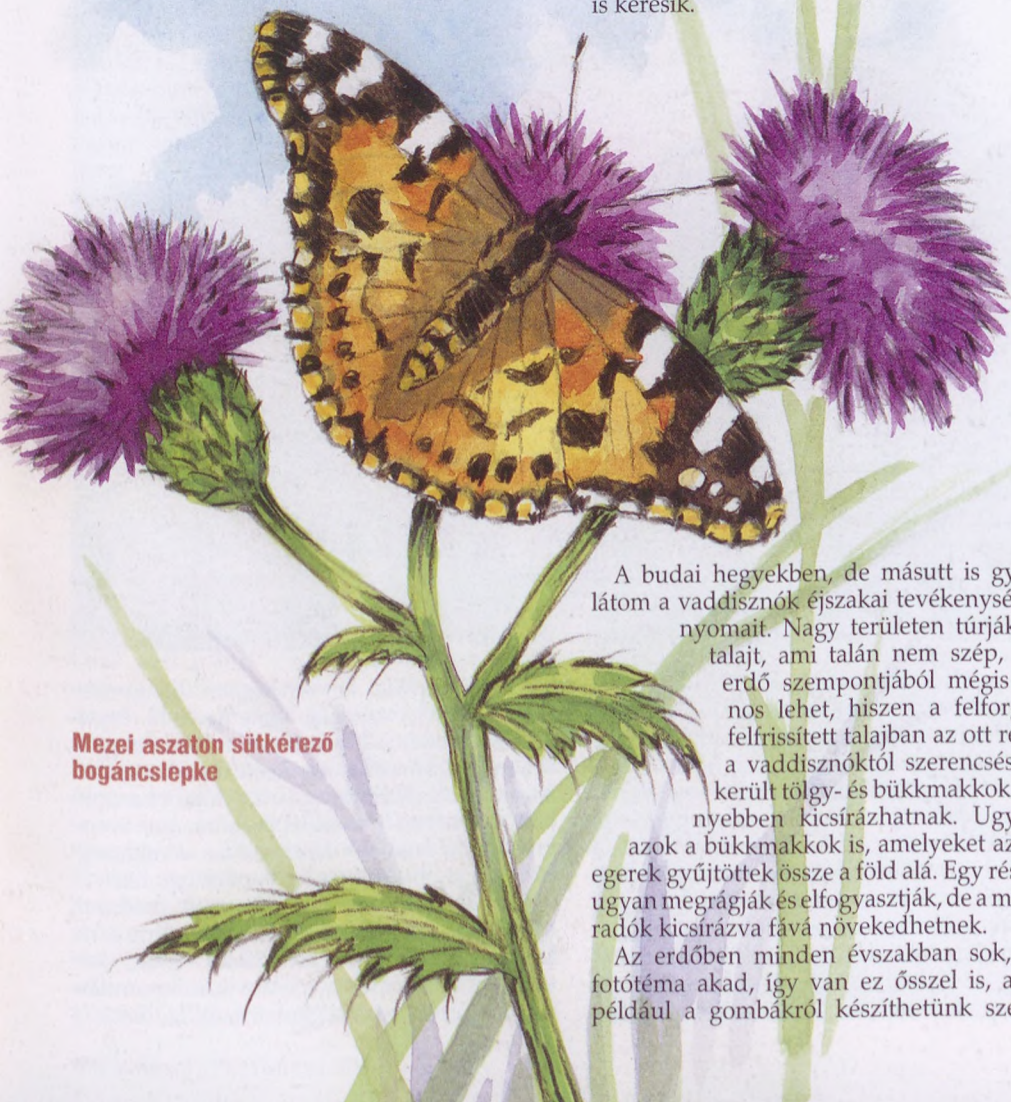 is keresik.
A budai hegyekben, de másutt is gy
látom a vaddisznók éjszakai tevékenysé
nyomait. Nagy területen túrják
talajt, ami talán nem szép,
erdő szempontjából mégis
nos lehet, hiszen a felfor
felfrissített talajban az ott re
a vaddisznóktól szerencsés
került tölgy- és bükkmakkok
nyebben kicsírázhatnak. Ugy
azok a bükkmakkok is, amelyeket az
egerek gyűjtöttek össze a föld alá. Egy rés
ugyan megrágják és elfogyasztják, de a m
radók kicsírázva fává növekedhetnek.
Az erdőben minden évszakban sok,
fotótéma akad, így van ez ősszel is, a
például a gombákról készíthetünk sze
Mezei aszaton sütkérező
bogáncslepke